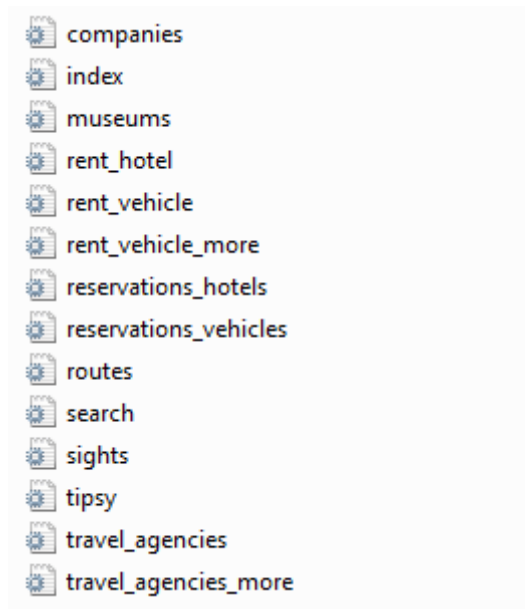 companies
index
museums
rent_hotel
rent_vehicle
rent_vehicle_more
reservations_hotels
reservations_vehicles
routes
search
sights
tipsy
travel_agencies
travel_agencies_more